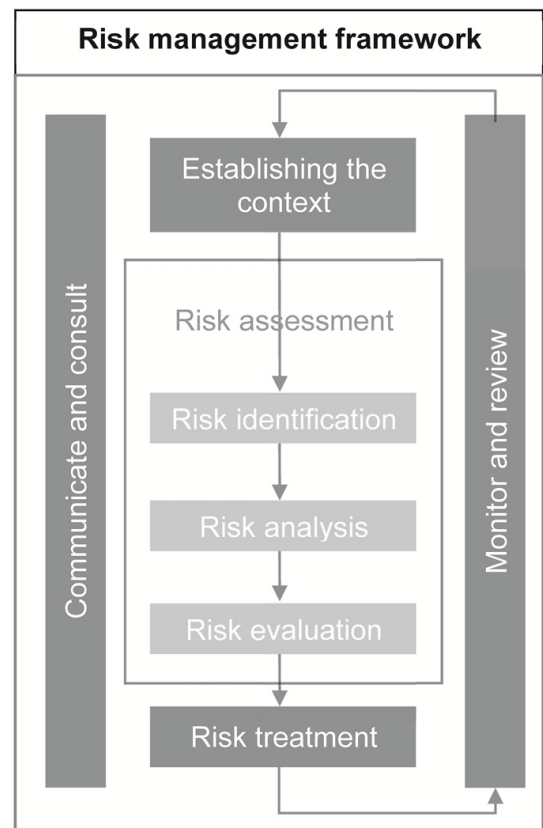 Risk management framework
Establishing the
context
Communicate and consult
Risk assessment
Risk identification
Risk analysis
Risk evaluation
Risk treatment
Monitor and review